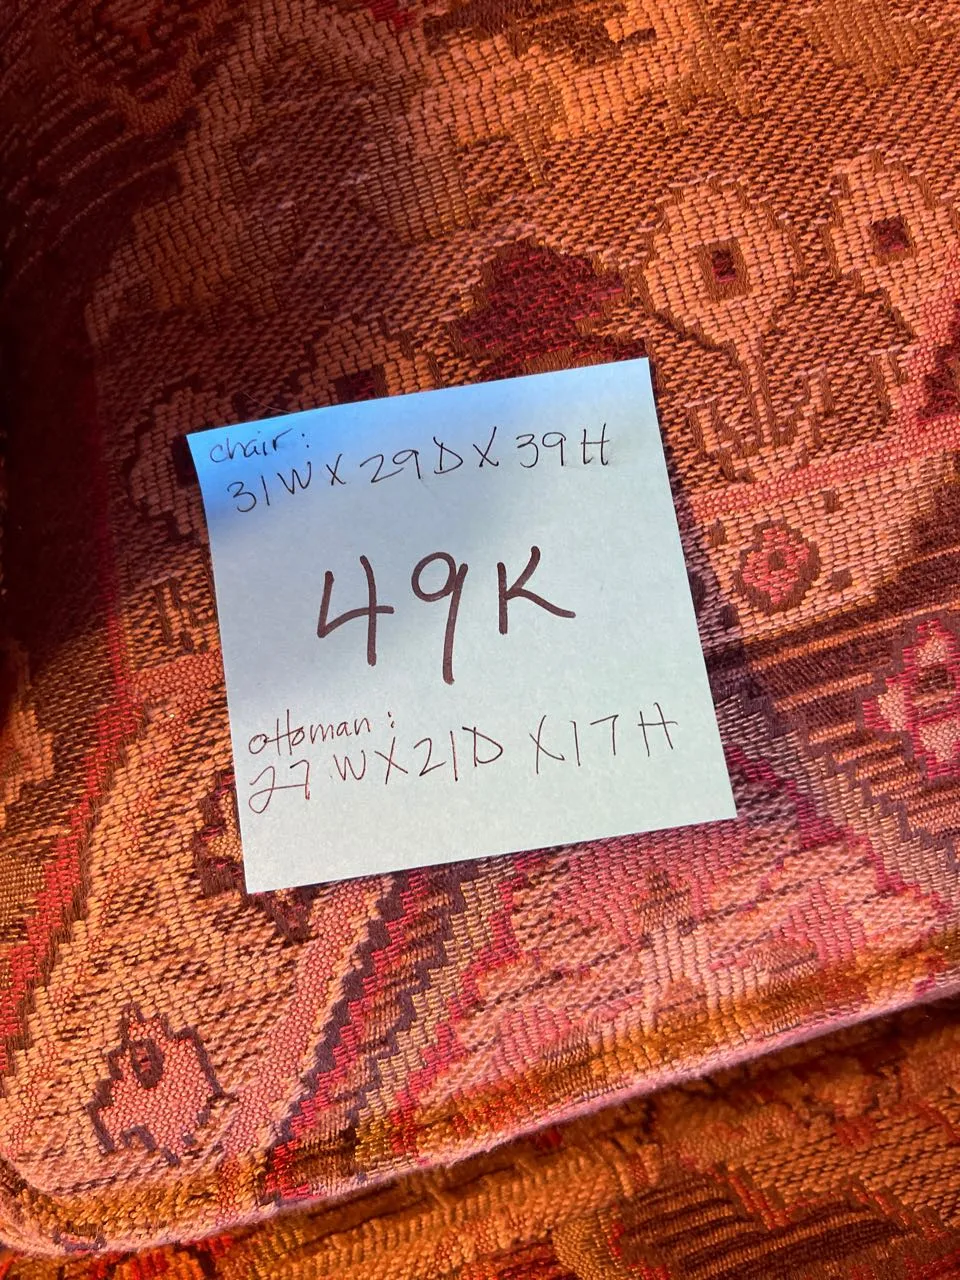 chair:
31W X 29D X 39H
49K
ottoman:
27W X 21D X 17H